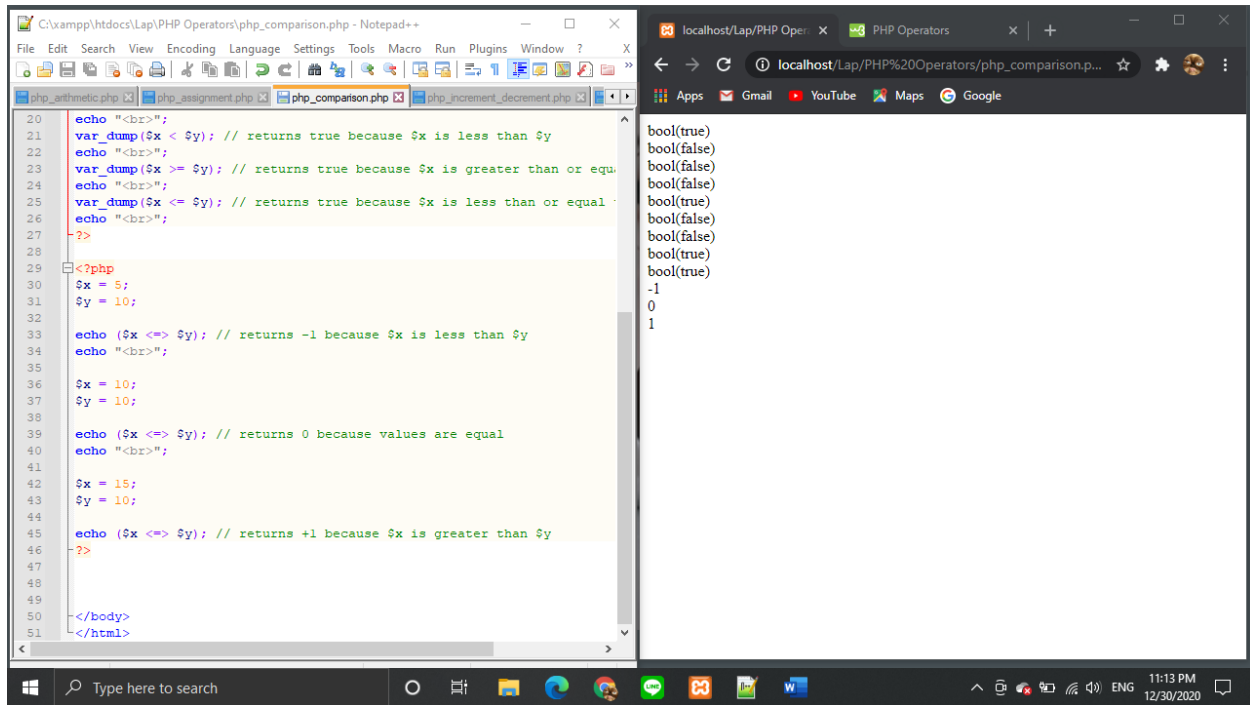 C:\xampp\htdocs\Lap\PHP Operators\php_comparison.php - Notepad++
File Edit Search View Encoding Language Settings Tools Macro Run Plugins Window ? X
php_arithmetic.php php_assignment.php php_comparison.php php_increment_decrement.php
20 echo "<br>";
21 var_dump($x < $y); // returns true because $x is less than $y
22 echo "<br>";
23 var_dump($x >= $y); // returns true because $x is greater than or equ
24 echo "<br>";
25 var_dump($x <= $y); // returns true because $x is less than or equal
26 echo "<br>";
27 ?>
28
29 <?php
30 $x = 5;
31 $y = 10;
32
33 echo ($x <=> $y); // returns -1 because $x is less than $y
34 echo "<br>";
35
36 $x = 10;
37 $y = 10;
38
39 echo ($x <=> $y); // returns 0 because values are equal
40 echo "<br>";
41
42 $x = 15;
43 $y = 10;
44
45 echo ($x <=> $y); // returns +1 because $x is greater than $y
46 ?>
47
48
49
50 </body>
51 </html>
localhost/Lap/PHP Oper PHP Operators
localhost/Lap/PHP%20Operators/php_comparison.p...
Apps Gmail YouTube Maps Google
bool(true)
bool(false)
bool(false)
bool(false)
bool(true)
bool(false)
bool(false)
bool(true)
bool(true)
-1
0
1
Type here to search
ENG
11:13 PM
12/30/2020